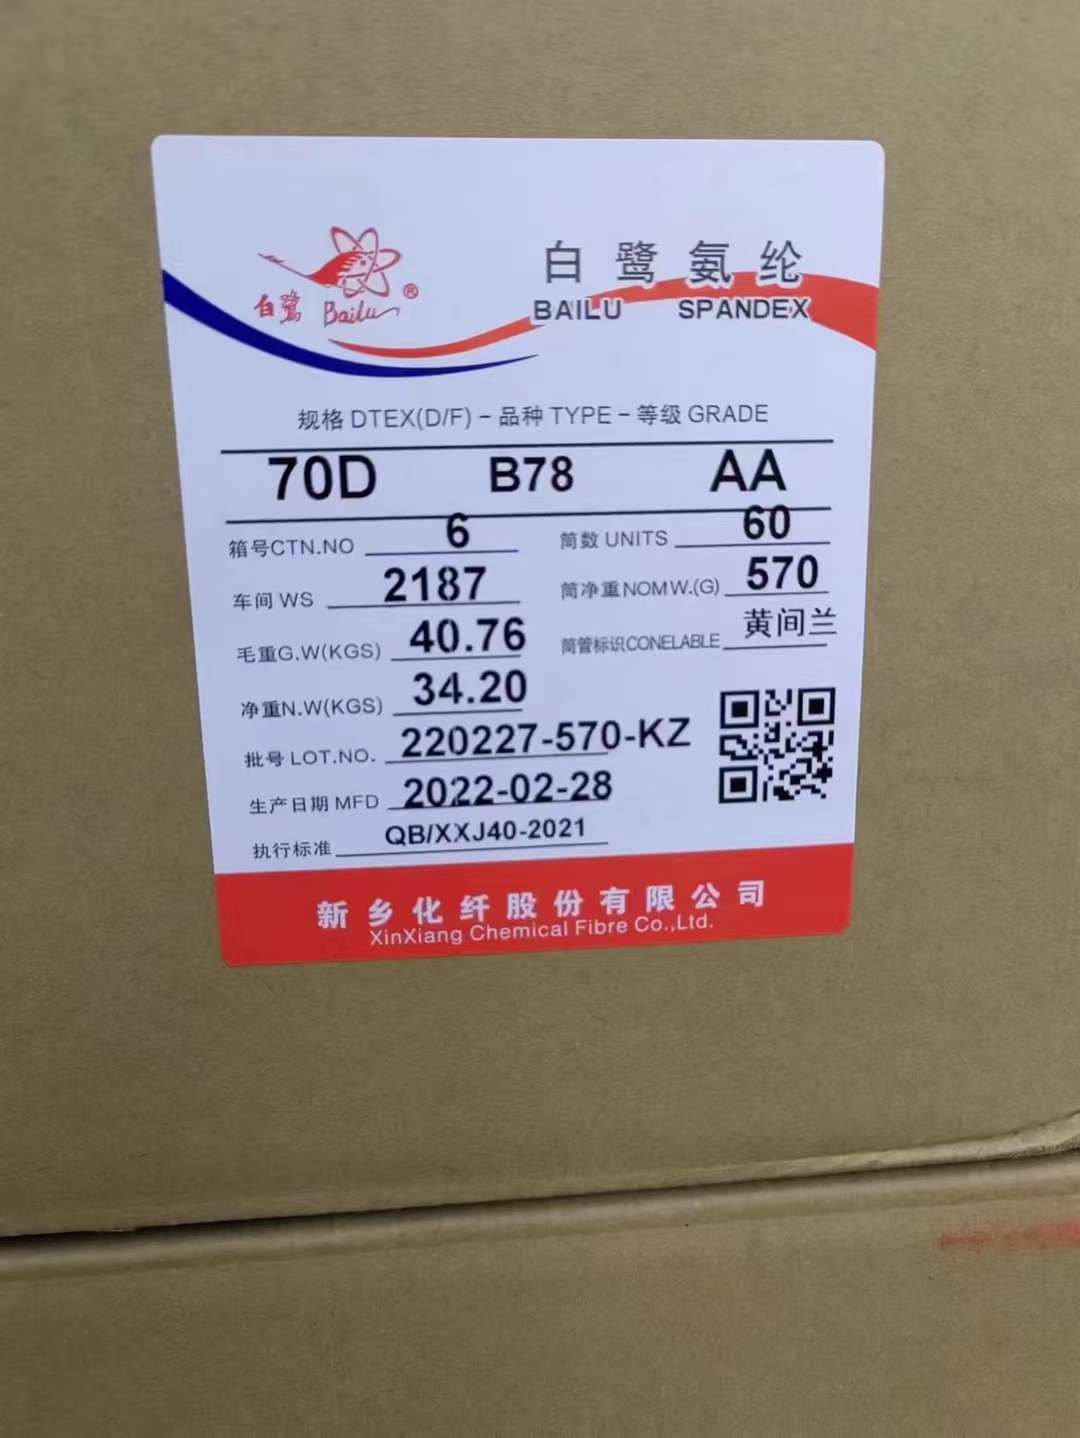 白鹭 Bailu ®
白鹭氨纶
BAILU SPANDEX
规格 DTEX(D/F) - 品种 TYPE - 等级 GRADE
70D B78 AA
箱号CTN.NO 6 筒数 UNITS 60
车间 WS 2187 筒净重NOMW.(G) 570
毛重G.W(KGS) 40.76 筒管标识CONELABLE 黄间兰
净重N.W(KGS) 34.20
批号 LOT.NO. 220227-570-KZ
生产日期 MFD 2022-02-28
执行标准 QB/XXJ40-2021
新乡化纤股份有限公司
XinXiang Chemical Fibre Co.,Ltd.